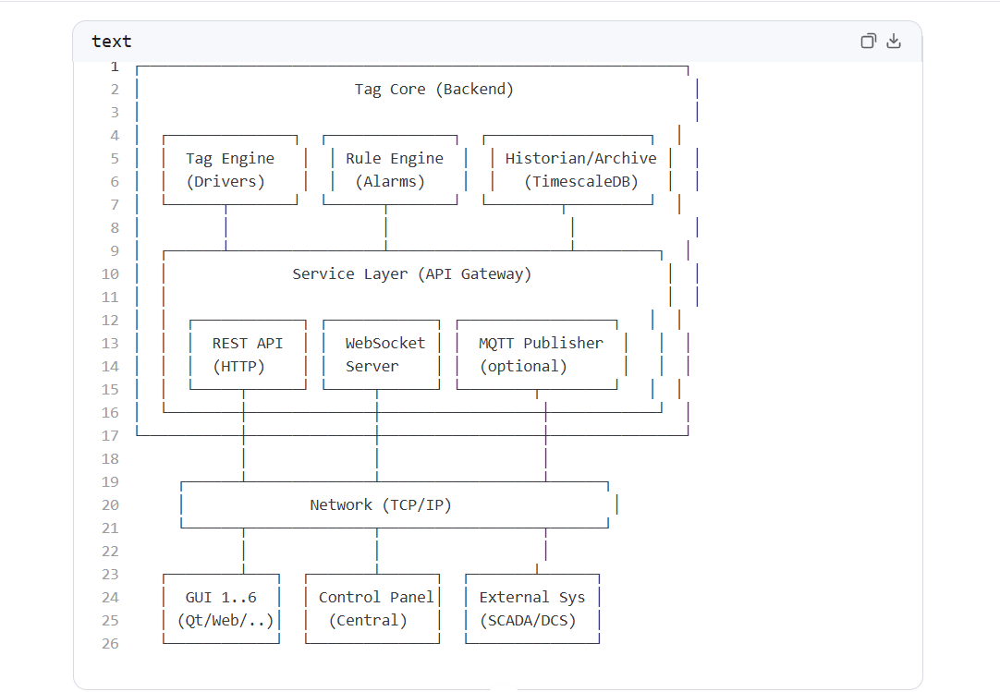 text
1
2 Tag Core (Backend)
3
4
5 Tag Engine Rule Engine Historian/Archive
6 (Drivers) (Alarms) (TimescaleDB)
7
8
9
10 Service Layer (API Gateway)
11
12
13 REST API WebSocket MQTT Publisher
14 (HTTP) Server (optional)
15
16
17
18
19
20 Network (TCP/IP)
21
22
23
24 GUI 1..6 Control Panel External Sys
25 (Qt/Web/..) (Central) (SCADA/DCS)
26